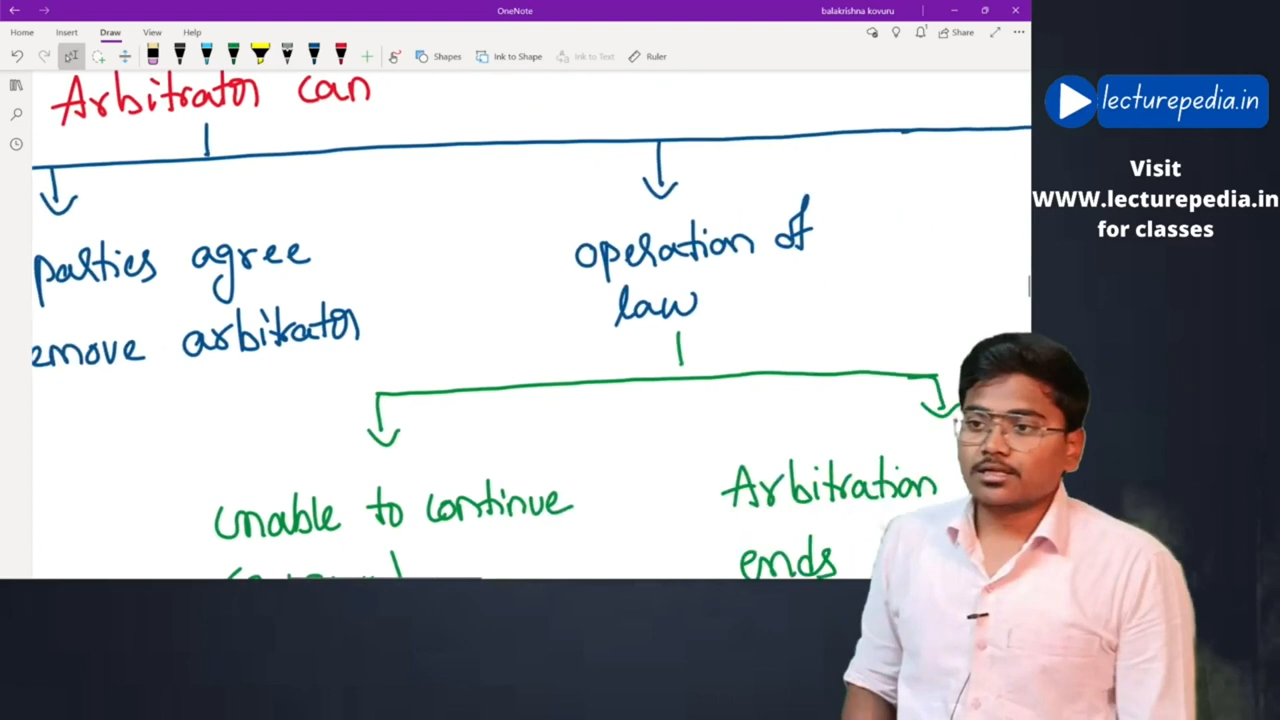 OneNote
balakrishna kovuru
Home Insert Draw View History Help
Share
Shapes
Ink to Shape
Ink to Text
Ruler
Arbitrator can
parties agree
emove arbitrator
operation of
law
unable to continue
Arbitration
ends
lecturepedia.in
Visit
WWW.lecturepedia.in
for classes